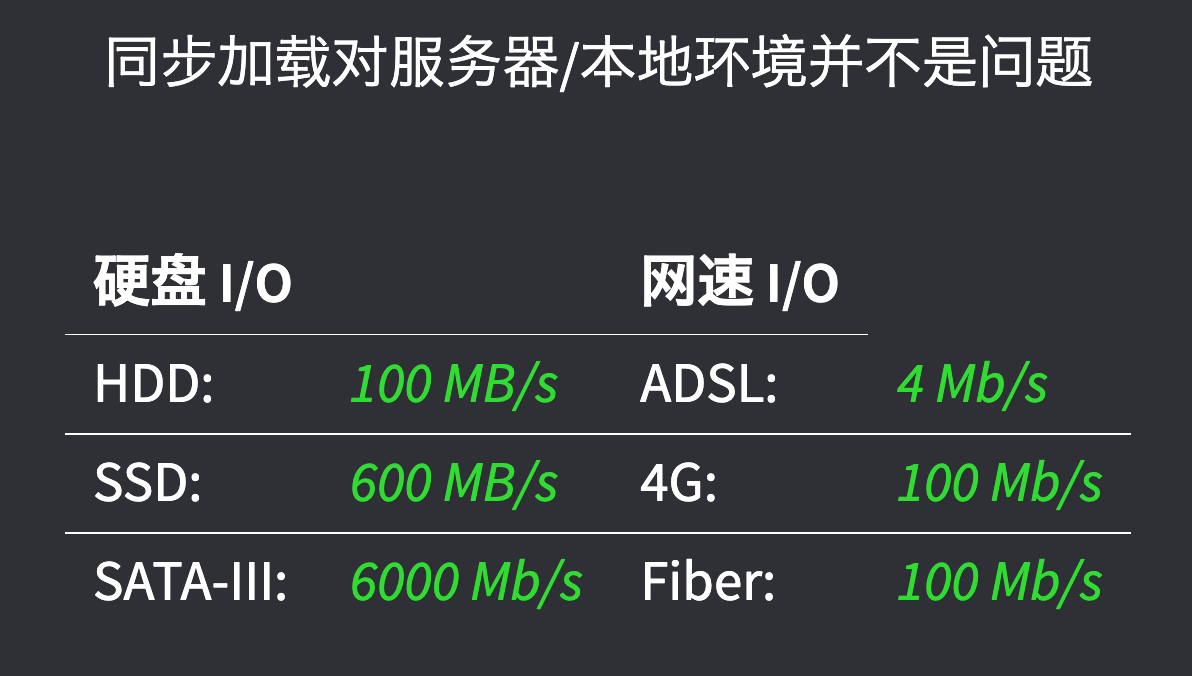 同步加载对服务器/本地环境并不是问题
硬盘 I/O 网速 I/O
HDD: 100 MB/s ADSL: 4 Mb/s
SSD: 600 MB/s 4G: 100 Mb/s
SATA-III: 6000 Mb/s Fiber: 100 Mb/s